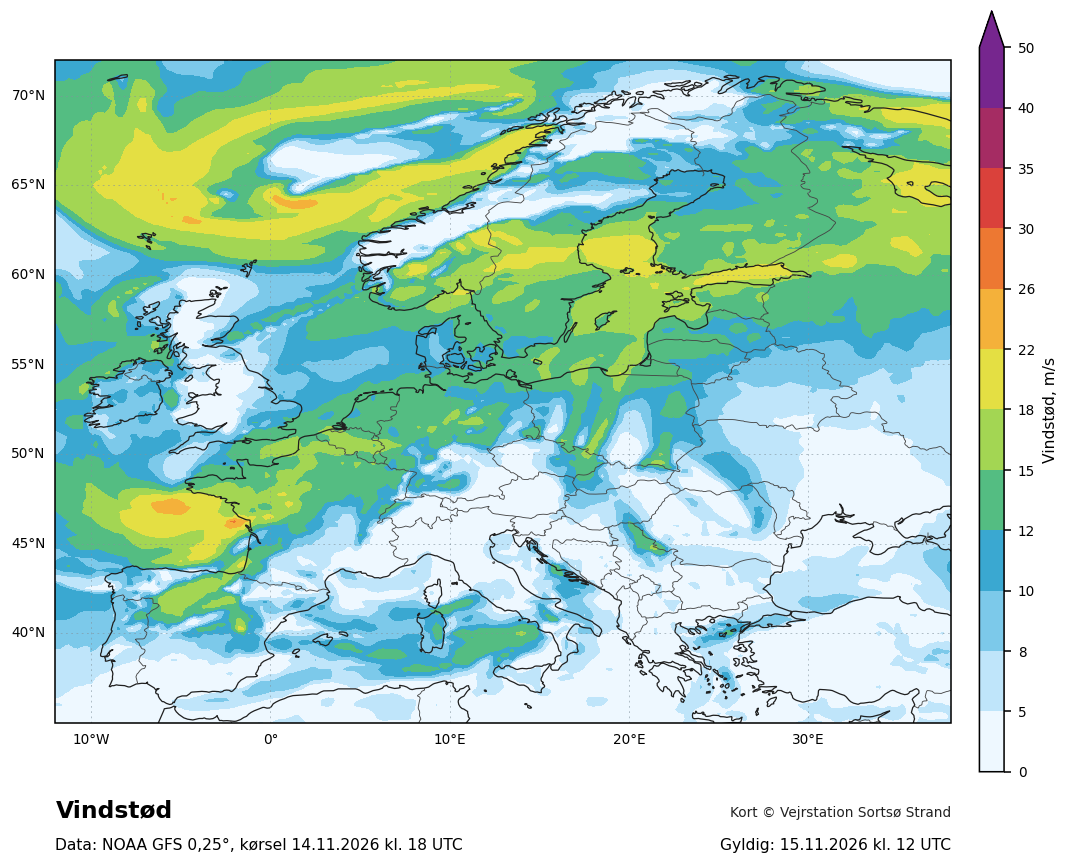 50
40
35
30
26
22
18
15
12
10
8
5
0
Vindstød, m/s
70°N
65°N
60°N
55°N
50°N
45°N
40°N
10°W
0°
10°E
20°E
30°E
Vindstød
Kort © Vejrstation Sortsø Strand
Data: NOAA GFS 0,25°, kørsel 14.11.2026 kl. 18 UTC
Gyldig: 15.11.2026 kl. 12 UTC